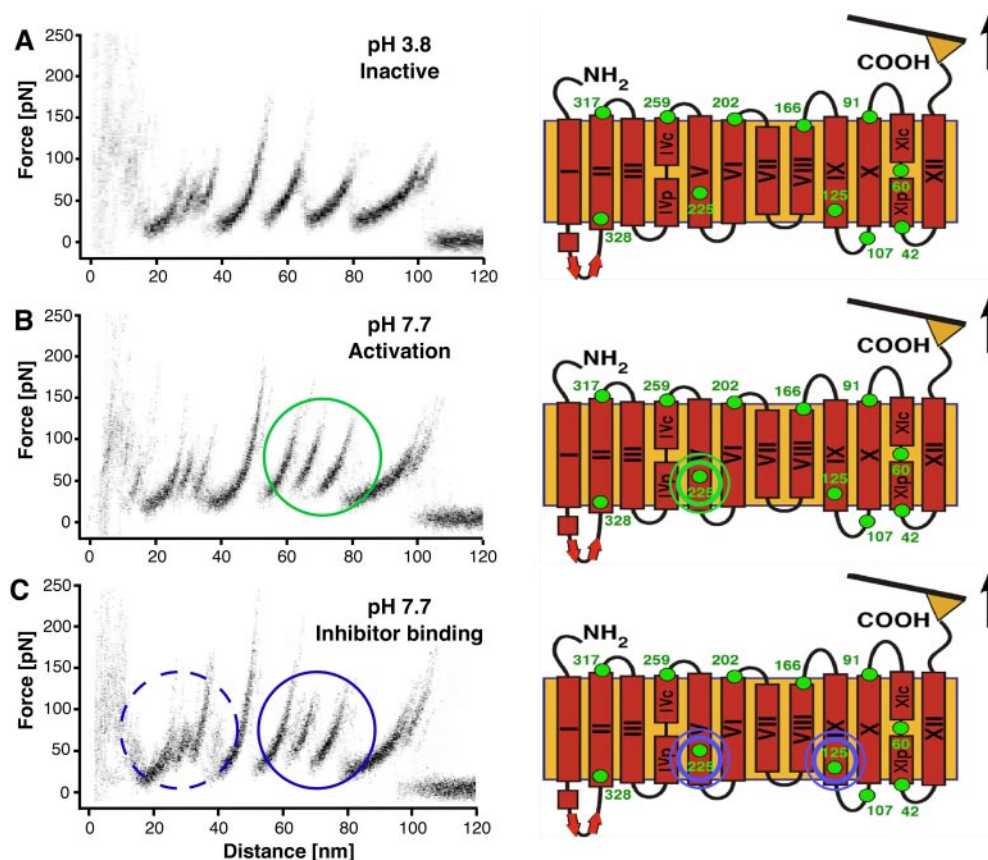 A
pH 3.8
Inactive
Force [pN]
250
200
150
100
50
0
0 20 40 60 80 100 120
NH2
COOH
317 259 202 166 91
I II III IVc IVp V VI VII VIII IX X XIc XIp XII
225 125 60
328 107 42
B
pH 7.7
Activation
Force [pN]
250
200
150
100
50
0
0 20 40 60 80 100 120
NH2
COOH
317 259 202 166 91
I II III IVc IVp V VI VII VIII IX X XIc XIp XII
225 125 60
328 107 42
C
pH 7.7
Inhibitor binding
Force [pN]
250
200
150
100
50
0
0 20 40 60 80 100 120
Distance [nm]
NH2
COOH
317 259 202 166 91
I II III IVc IVp V VI VII VIII IX X XIc XIp XII
225 125 60
328 107 42